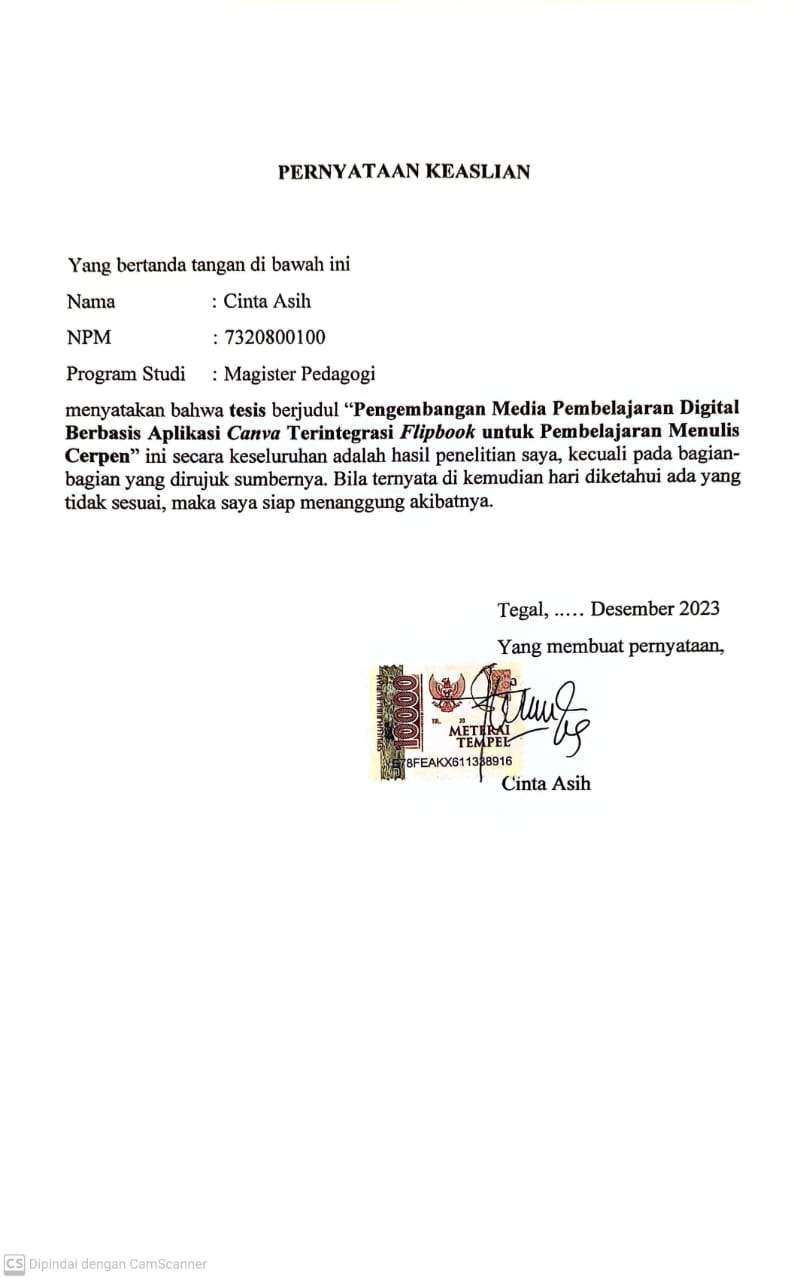 PERNYATAAN KEASLIAN
Yang bertanda tangan di bawah ini
Nama : Cinta Asih
NPM : 7320800100
Program Studi : Magister Pedagogi
menyatakan bahwa tesis berjudul “Pengembangan Media Pembelajaran Digital
Berbasis Aplikasi Canva Terintegrasi Flipbook untuk Pembelajaran Menulis
Cerpen” ini secara keseluruhan adalah hasil penelitian saya, kecuali pada bagian-
bagian yang dirujuk sumbernya. Bila ternyata di kemudian hari diketahui ada yang
tidak sesuai, maka saya siap menanggung akibatnya.
Tegal, ..... Desember 2023
Yang membuat pernyataan,
10000
METERAI
TEMPEL
Cinta Asih
CS Dipindai dengan CamScanner